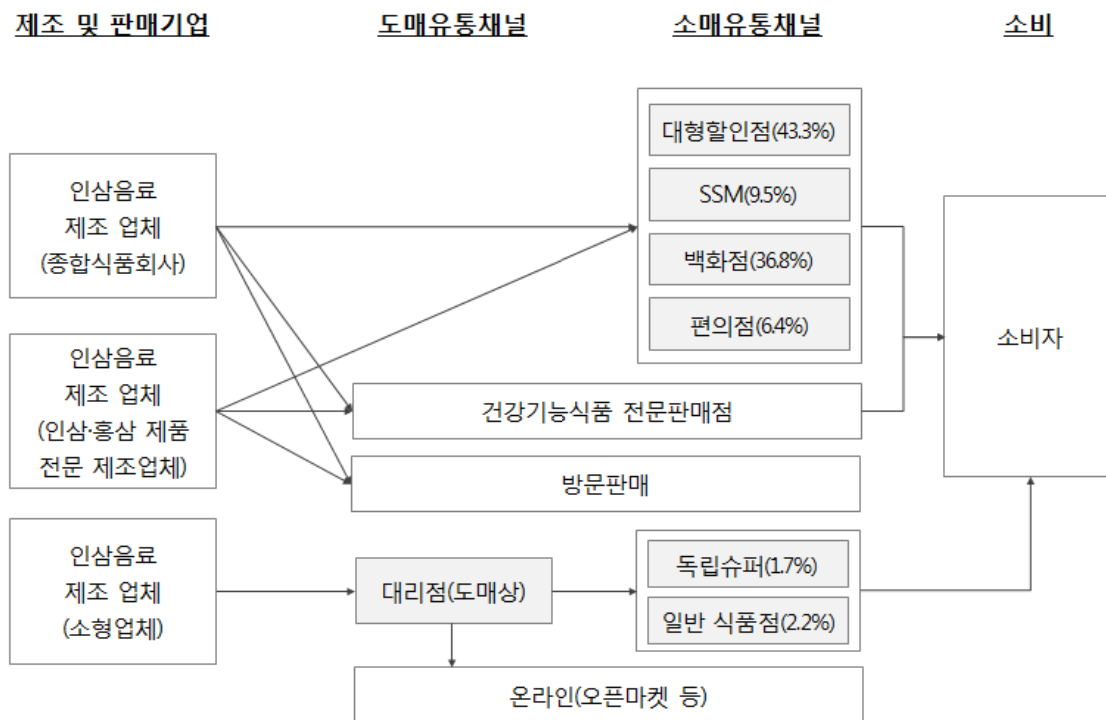 제조 및 판매기업
도매유통채널
소매유통채널
소비
인삼음료
제조 업체
(종합식품회사)
인삼음료
제조 업체
(인삼·홍삼 제품
전문 제조업체)
인삼음료
제조 업체
(소형업체)
대형할인점(43.3%)
SSM(9.5%)
백화점(36.8%)
편의점(6.4%)
건강기능식품 전문판매점
방문판매
대리점(도매상)
독립슈퍼(1.7%)
일반 식품점(2.2%)
온라인(오픈마켓 등)
소비자